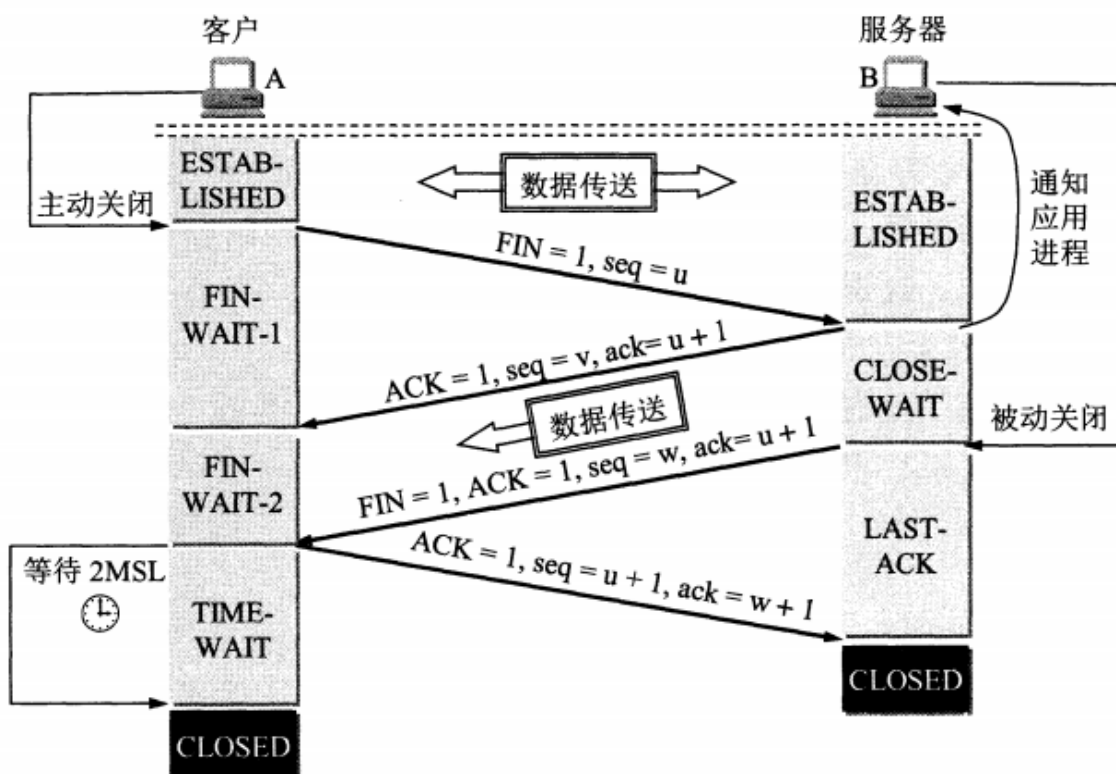 客户
服务器
A
B
ESTAB-
LISHED
数据传送
ESTAB-
LISHED
通知
应用
进程
主动关闭
FIN = 1, seq = u
FIN-
WAIT-1
ACK = 1, seq = v, ack= u + 1
CLOSE-
WAIT
数据传送
被动关闭
FIN-
WAIT-2
FIN = 1, ACK = 1, seq = w, ack= u + 1
LAST-
ACK
ACK = 1, seq = u + 1, ack = w + 1
等待 2MSL
TIME-
WAIT
CLOSED
CLOSED